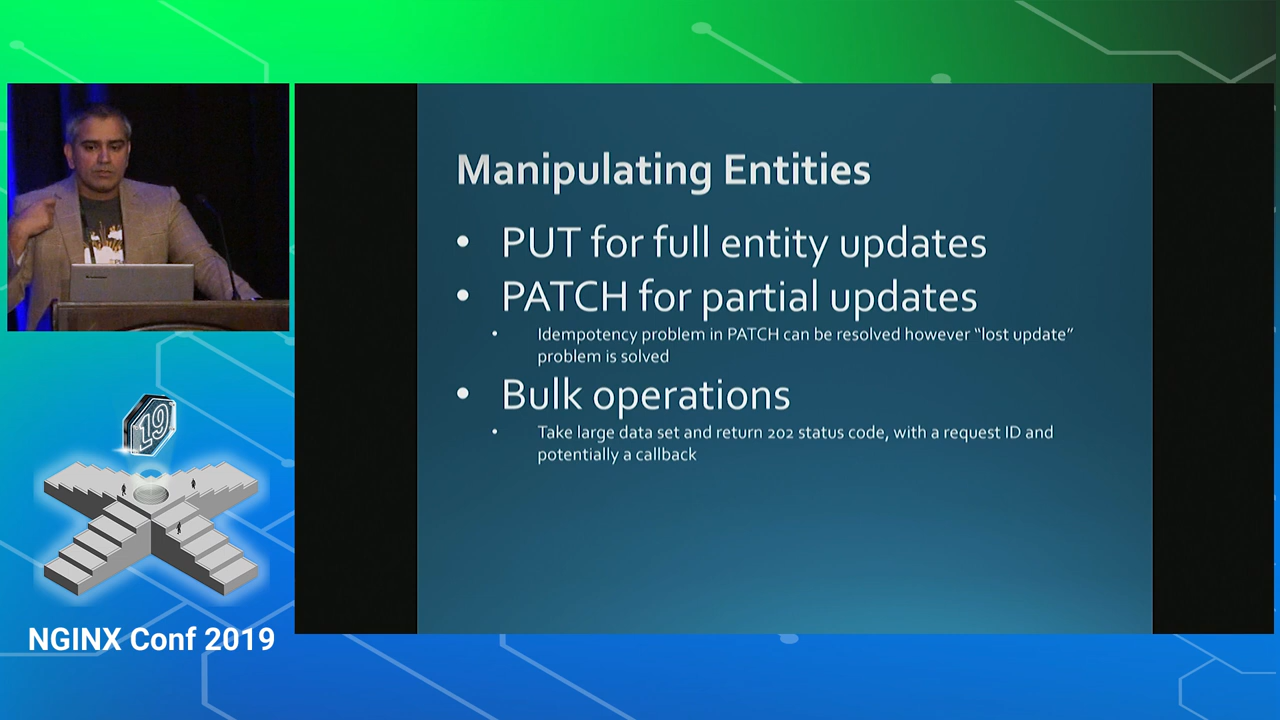 Manipulating Entities
• PUT for full entity updates
• PATCH for partial updates
• Idempotency problem in PATCH can be resolved however “lost update”
problem is solved
• Bulk operations
• Take large data set and return 202 status code, with a request ID and
potentially a callback
19
NGINX Conf 2019